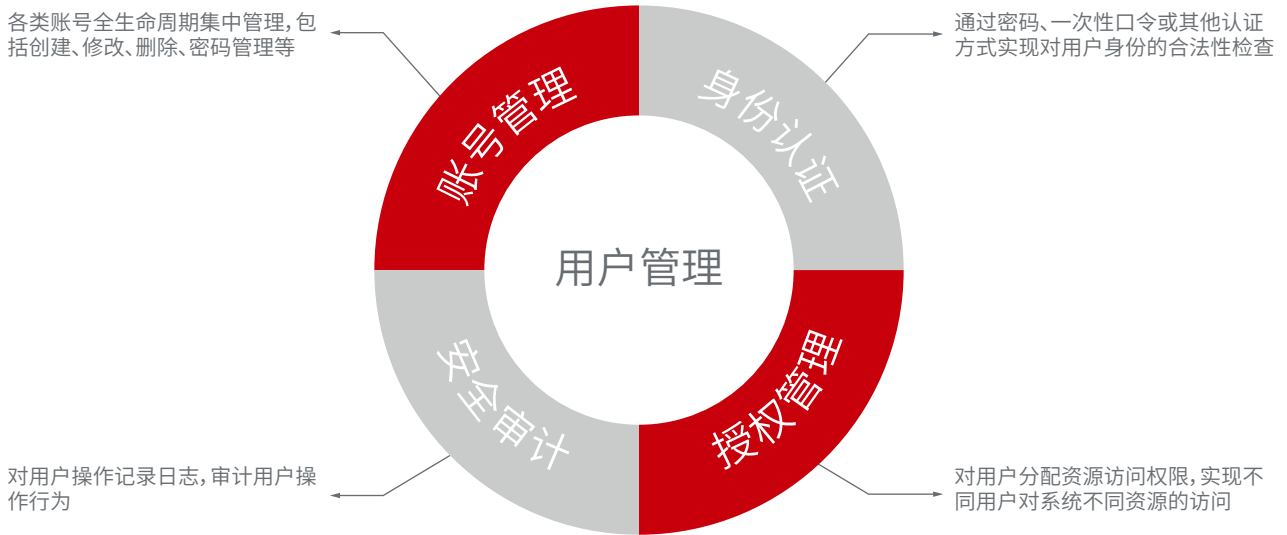 各类账号全生命周期集中管理，包
括创建、修改、删除、密码管理等
账号管理
身份认证
通过密码、一次性口令或其他认证
方式实现对用户身份的合法性检查
用户管理
安全审计
授权管理
对用户操作记录日志，审计用户操
作行为
对用户分配资源访问权限，实现不
同用户对系统不同资源的访问